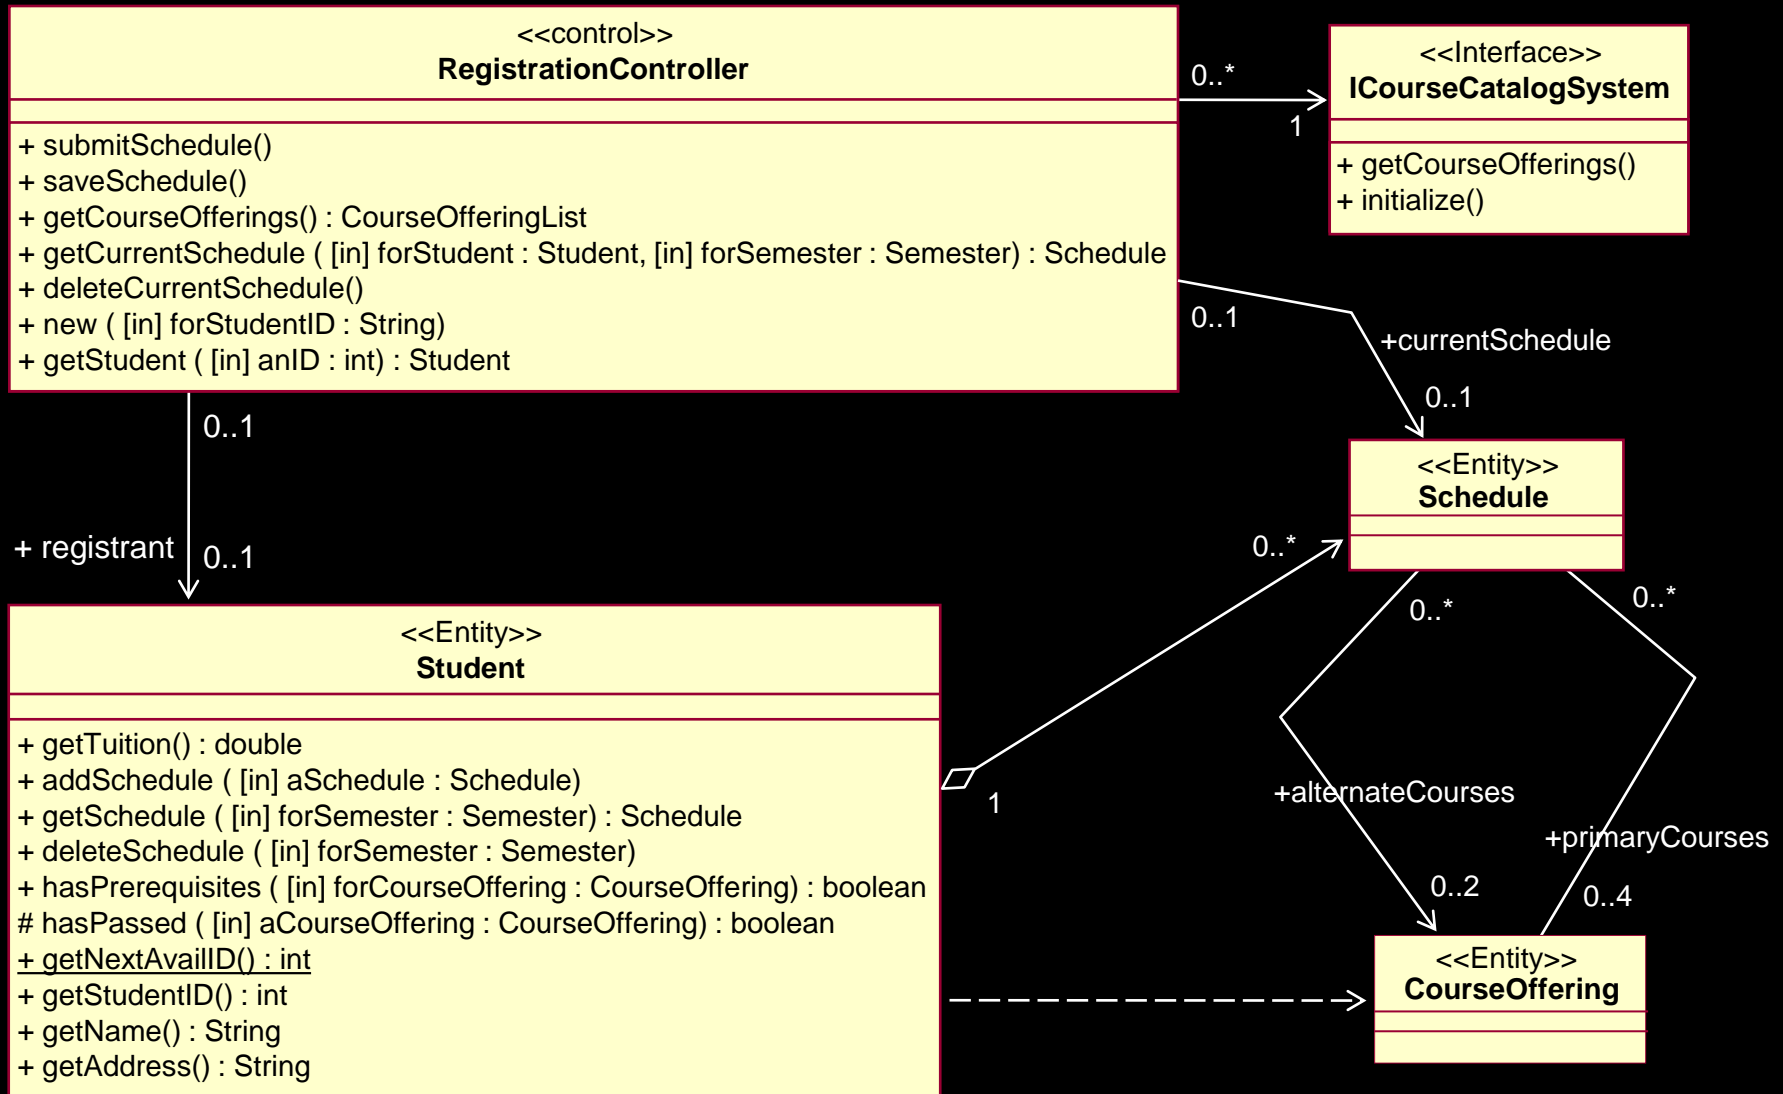 <<control>>
RegistrationController
+ submitSchedule()
+ saveSchedule()
+ getCourseOfferings() : CourseOfferingList
+ getCurrentSchedule ( [in] forStudent : Student, [in] forSemester : Semester) : Schedule
+ deleteCurrentSchedule()
+ new ( [in] forStudentID : String)
+ getStudent ( [in] anID : int) : Student
0..*
1
<<Interface>>
ICourseCatalogSystem
+ getCourseOfferings()
+ initialize()
0..1
+currentSchedule
0..1
0..1
+ registrant
0..1
<<Entity>>
Schedule
0..*
1
0..*
0..*
<<Entity>>
Student
+ getTuition() : double
+ addSchedule ( [in] aSchedule : Schedule)
+ getSchedule ( [in] forSemester : Semester) : Schedule
+ deleteSchedule ( [in] forSemester : Semester)
+ hasPrerequisites ( [in] forCourseOffering : CourseOffering) : boolean
# hasPassed ( [in] aCourseOffering : CourseOffering) : boolean
+ getNextAvailID() : int
+ getStudentID() : int
+ getName() : String
+ getAddress() : String
+alternateCourses
+primaryCourses
0..2
0..4
<<Entity>>
CourseOffering